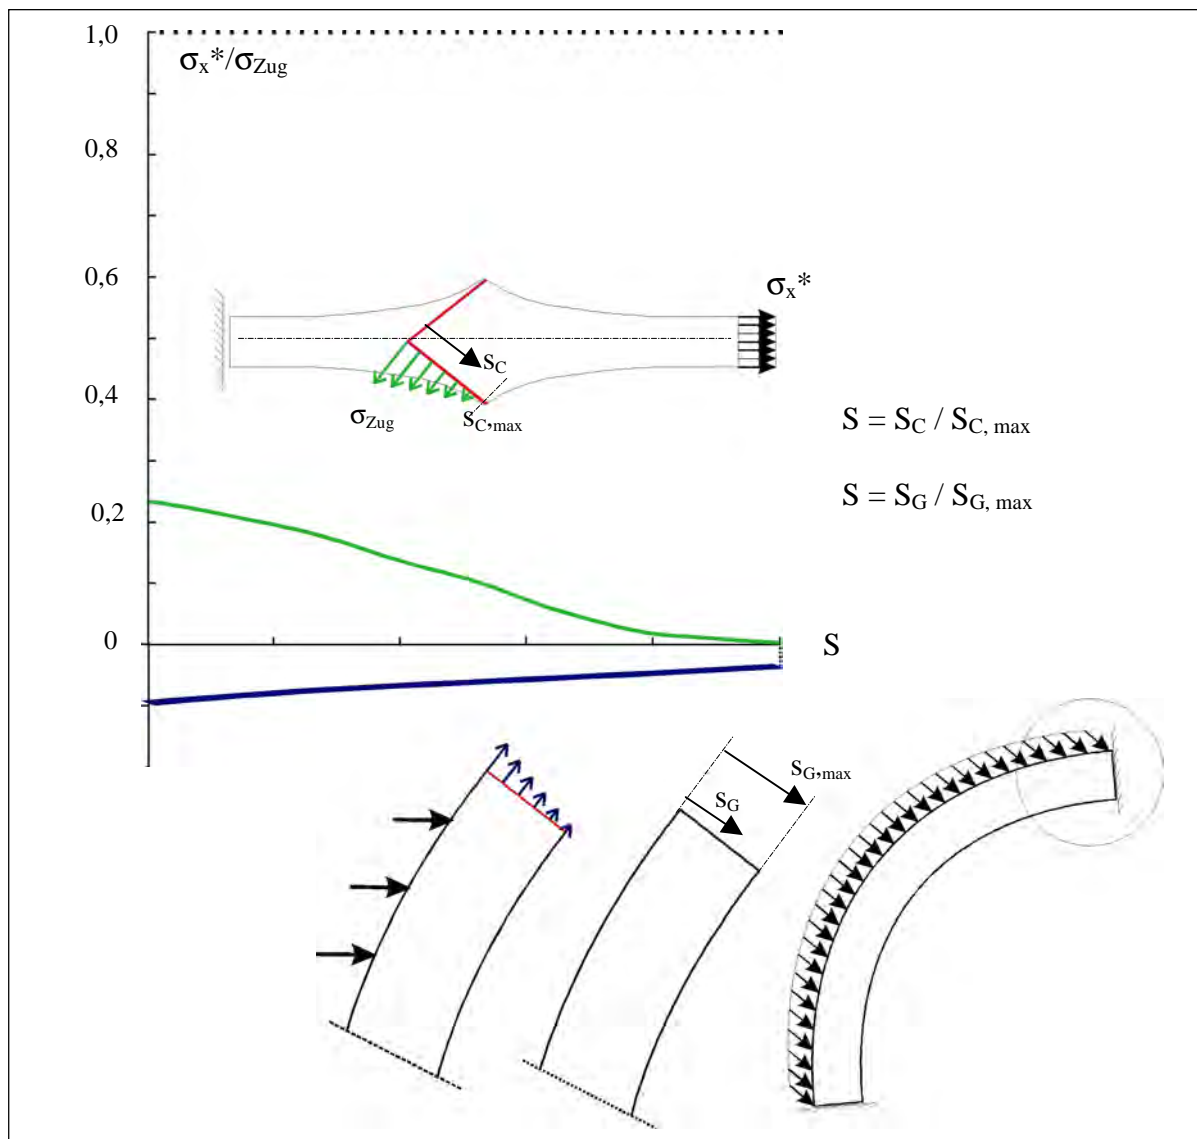 1,0
σx*/σZug
0,8
0,6
σx*
sC
0,4
σZug
sC,max
S = SC / SC, max
S = SG / SG, max
0,2
0
S
sG,max
sG